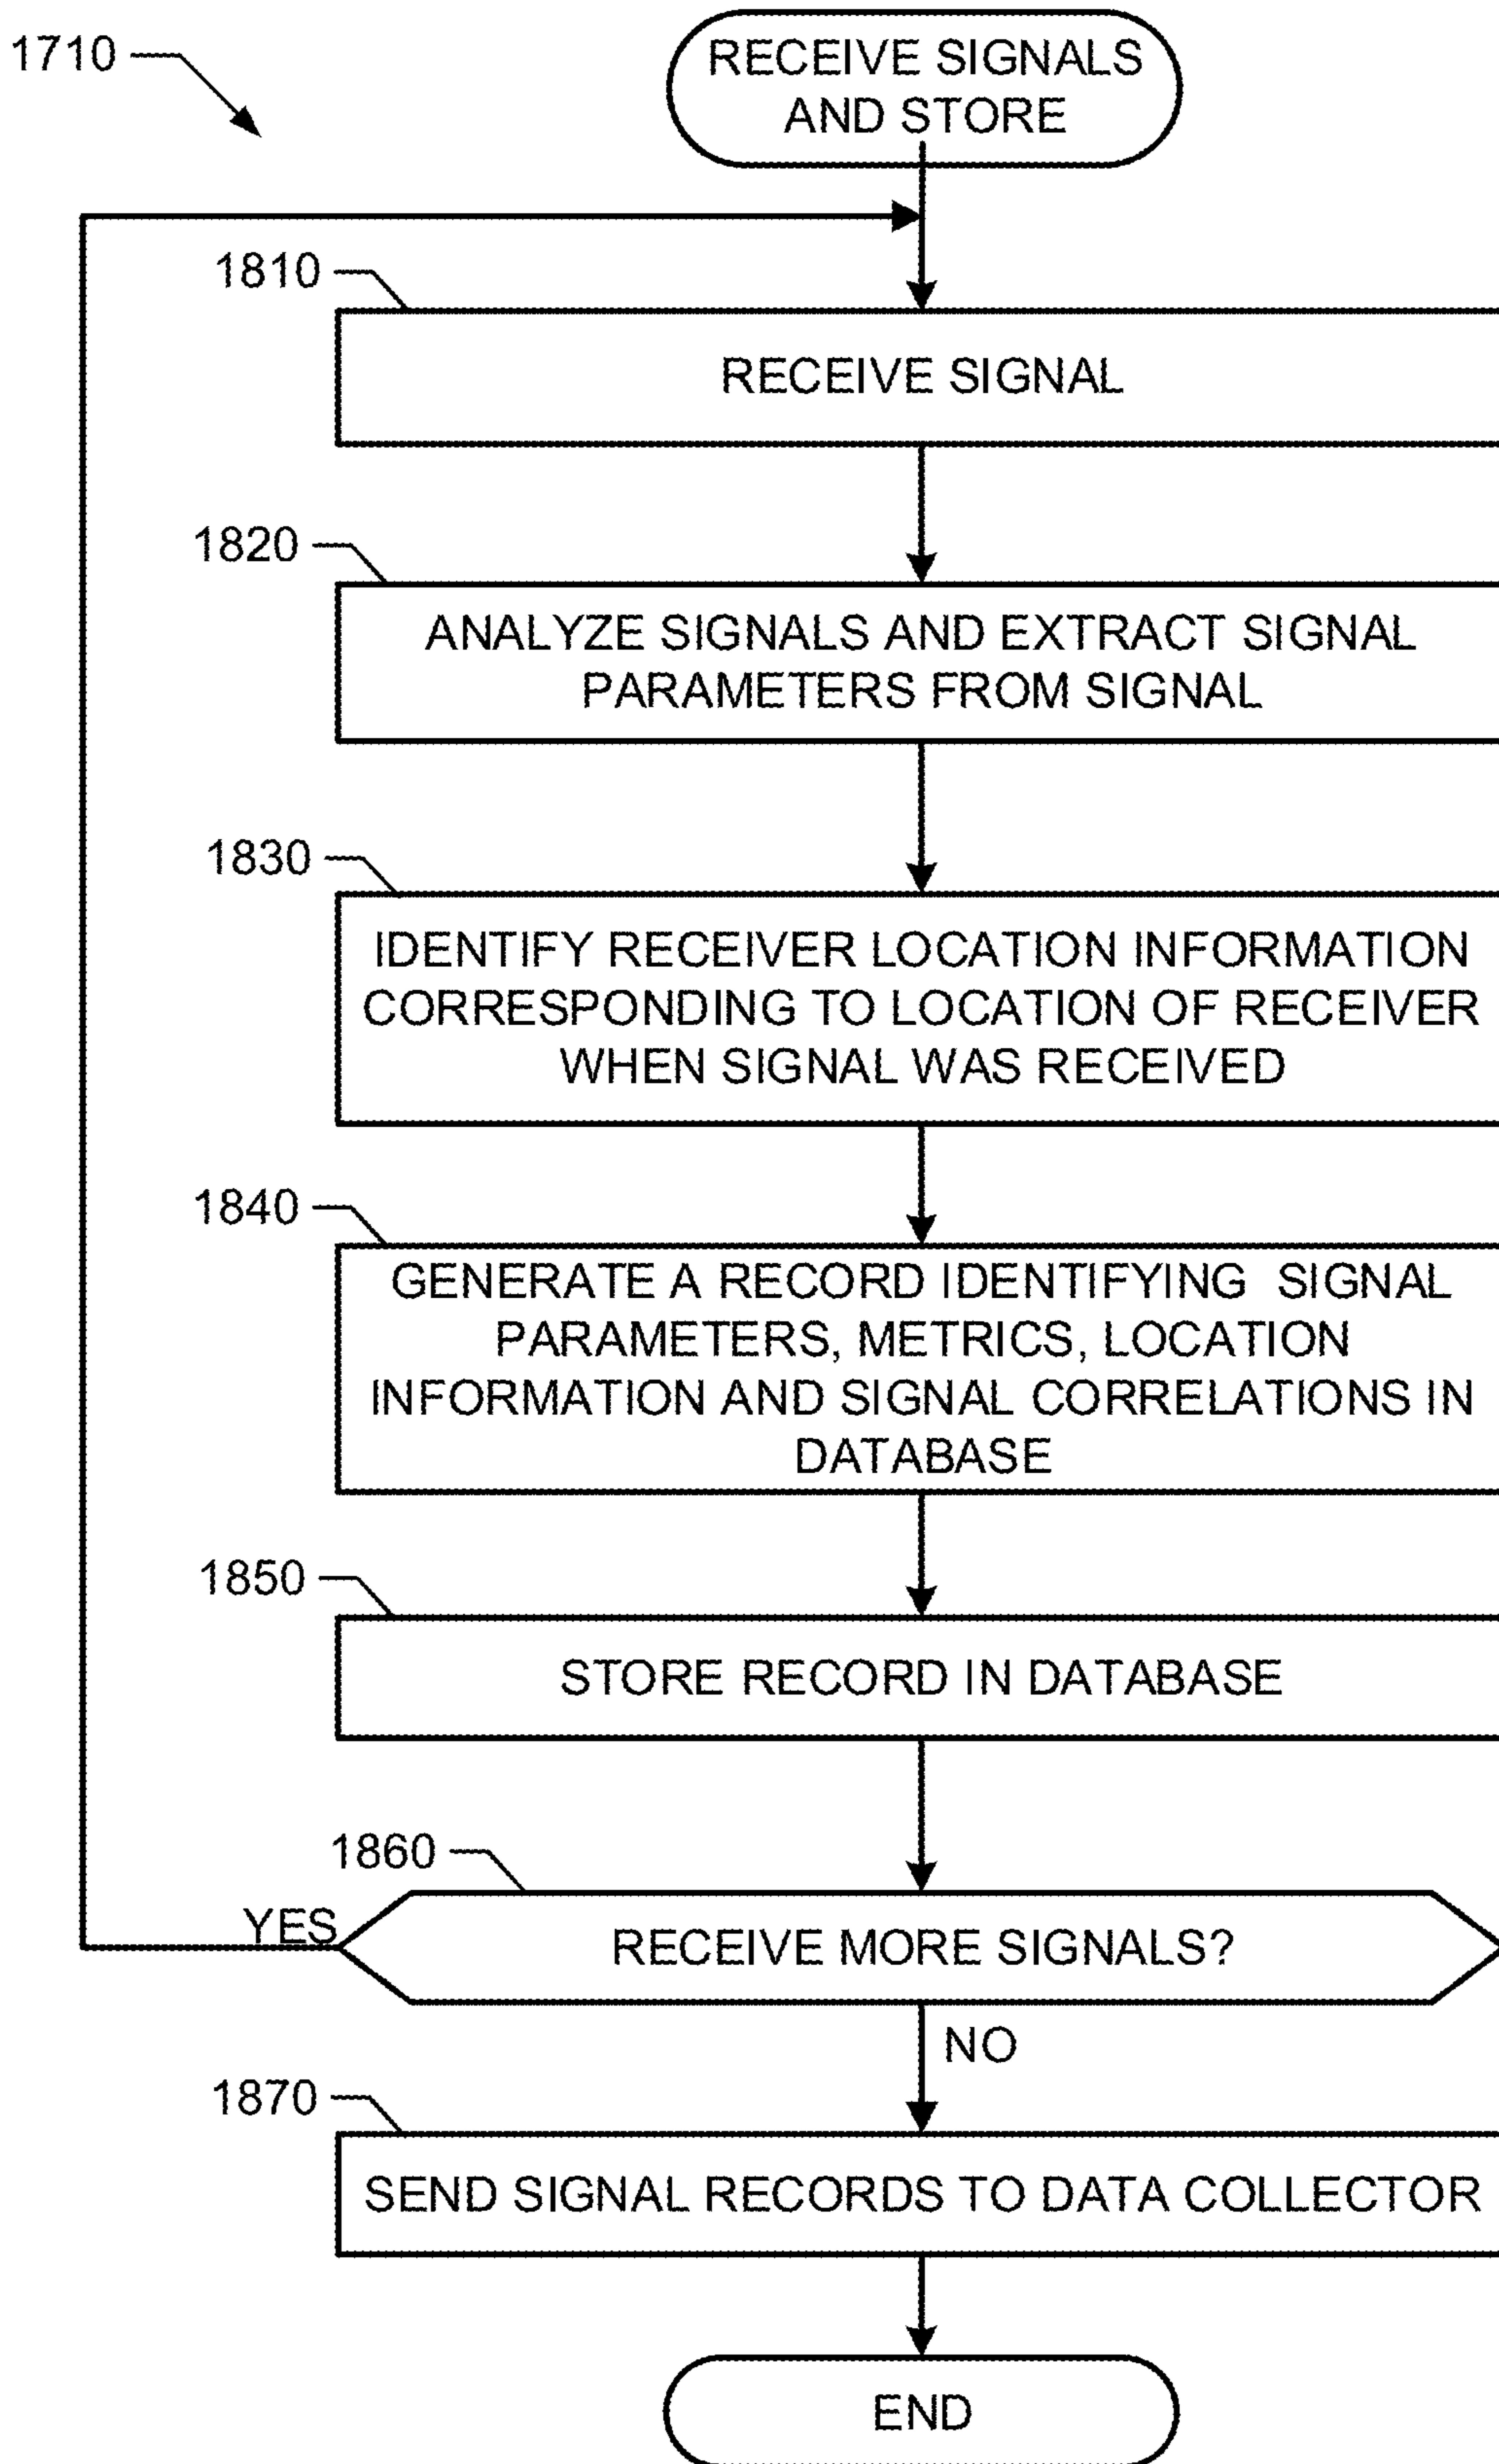 1710
RECEIVE SIGNALS
AND STORE
1810
RECEIVE SIGNAL
1820
ANALYZE SIGNALS AND EXTRACT SIGNAL
PARAMETERS FROM SIGNAL
1830
IDENTIFY RECEIVER LOCATION INFORMATION
CORRESPONDING TO LOCATION OF RECEIVER
WHEN SIGNAL WAS RECEIVED
1840
GENERATE A RECORD IDENTIFYING SIGNAL
PARAMETERS, METRICS, LOCATION
INFORMATION AND SIGNAL CORRELATIONS IN
DATABASE
1850
STORE RECORD IN DATABASE
1860
YES
RECEIVE MORE SIGNALS?
NO
1870
SEND SIGNAL RECORDS TO DATA COLLECTOR
END